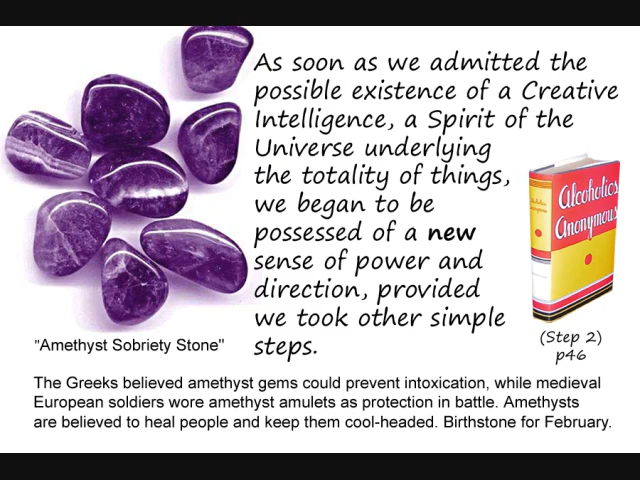 As soon as we admitted the
possible existence of a Creative
Intelligence, a Spirit of the
Universe underlying
the totality of things,
we began to be
possessed of a new
sense of power and
direction, provided
we took other simple
steps.
Alcoholics
Anonymous
(Step 2)
p46
"Amethyst Sobriety Stone"
The Greeks believed amethyst gems could prevent intoxication, while medieval
European soldiers wore amethyst amulets as protection in battle. Amethysts
are believed to heal people and keep them cool-headed. Birthstone for February.